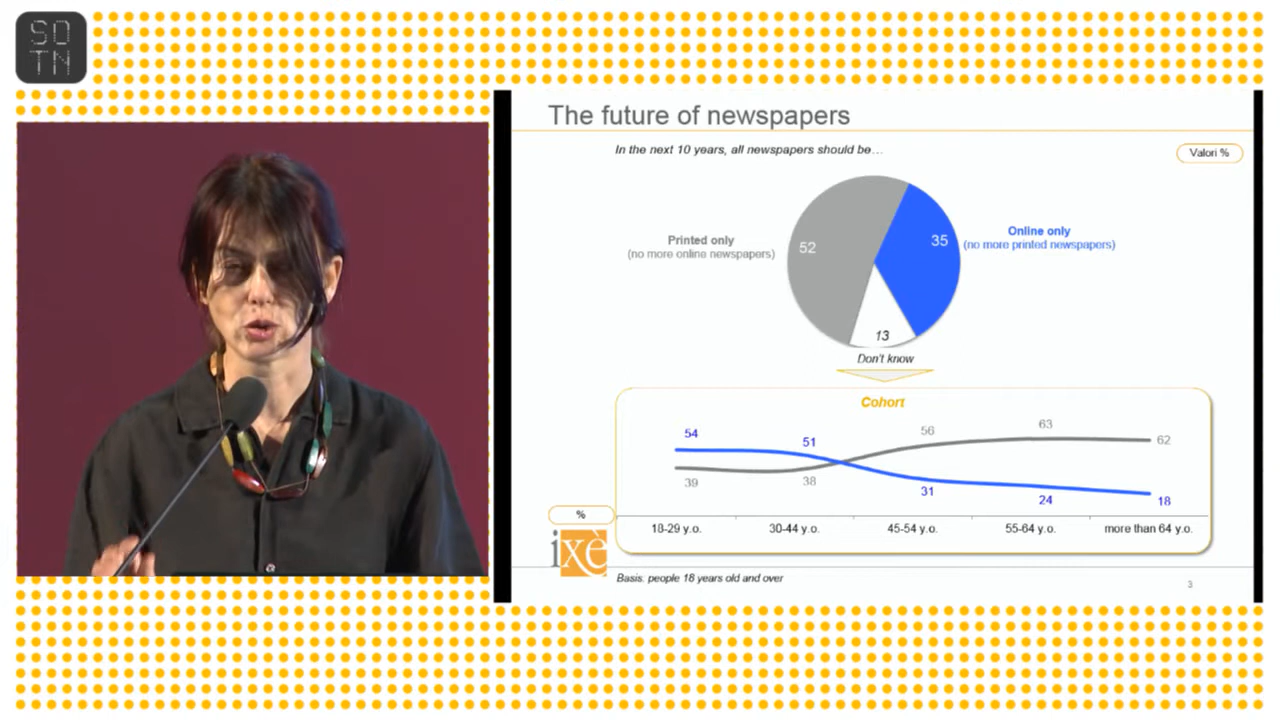 SO
TN
The future of newspapers
In the next 10 years, all newspapers should be…
Valori %
Printed only
(no more online newspapers)
52
35
Online only
(no more printed newspapers)
13
Don't know
Cohort
54
51
56
63
62
39
38
31
24
18
%
18-29 y.o.
30-44 y.o.
45-54 y.o.
55-64 y.o.
more than 64 y.o.
ixè
Basis: people 18 years old and over
3